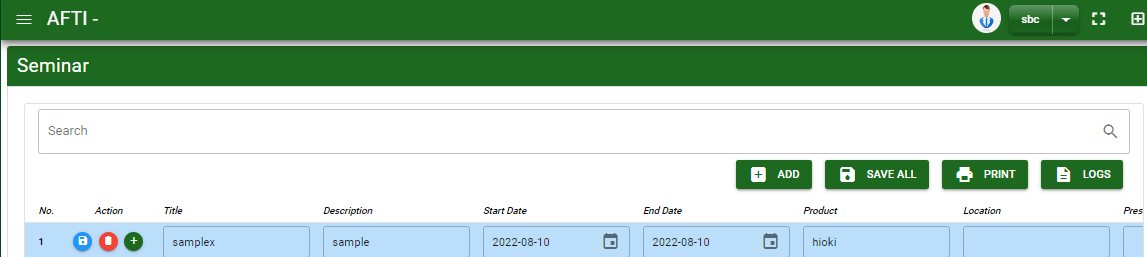 AFTI -
sbc
Seminar
Search
ADD
SAVE ALL
PRINT
LOGS
No. Action Title Description Start Date End Date Product Location Pres
1 samplex sample 2022-08-10 2022-08-10 hioki